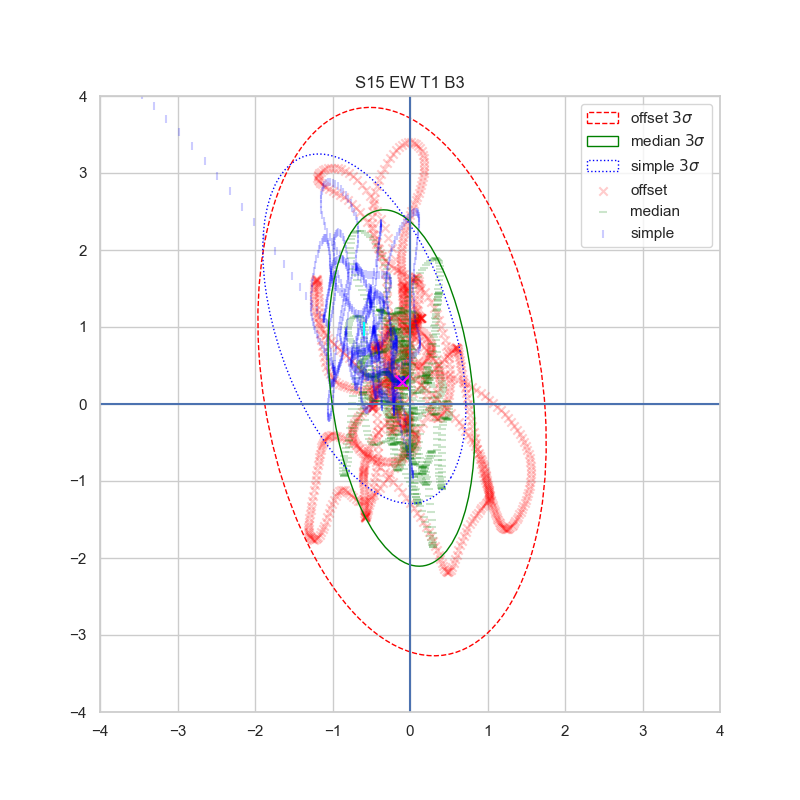 S15 EW T1 B3
offset 3σ
median 3σ
simple 3σ
offset
median
simple
4
3
2
1
0
−1
−2
−3
−4
−4 −3 −2 −1 0 1 2 3 4